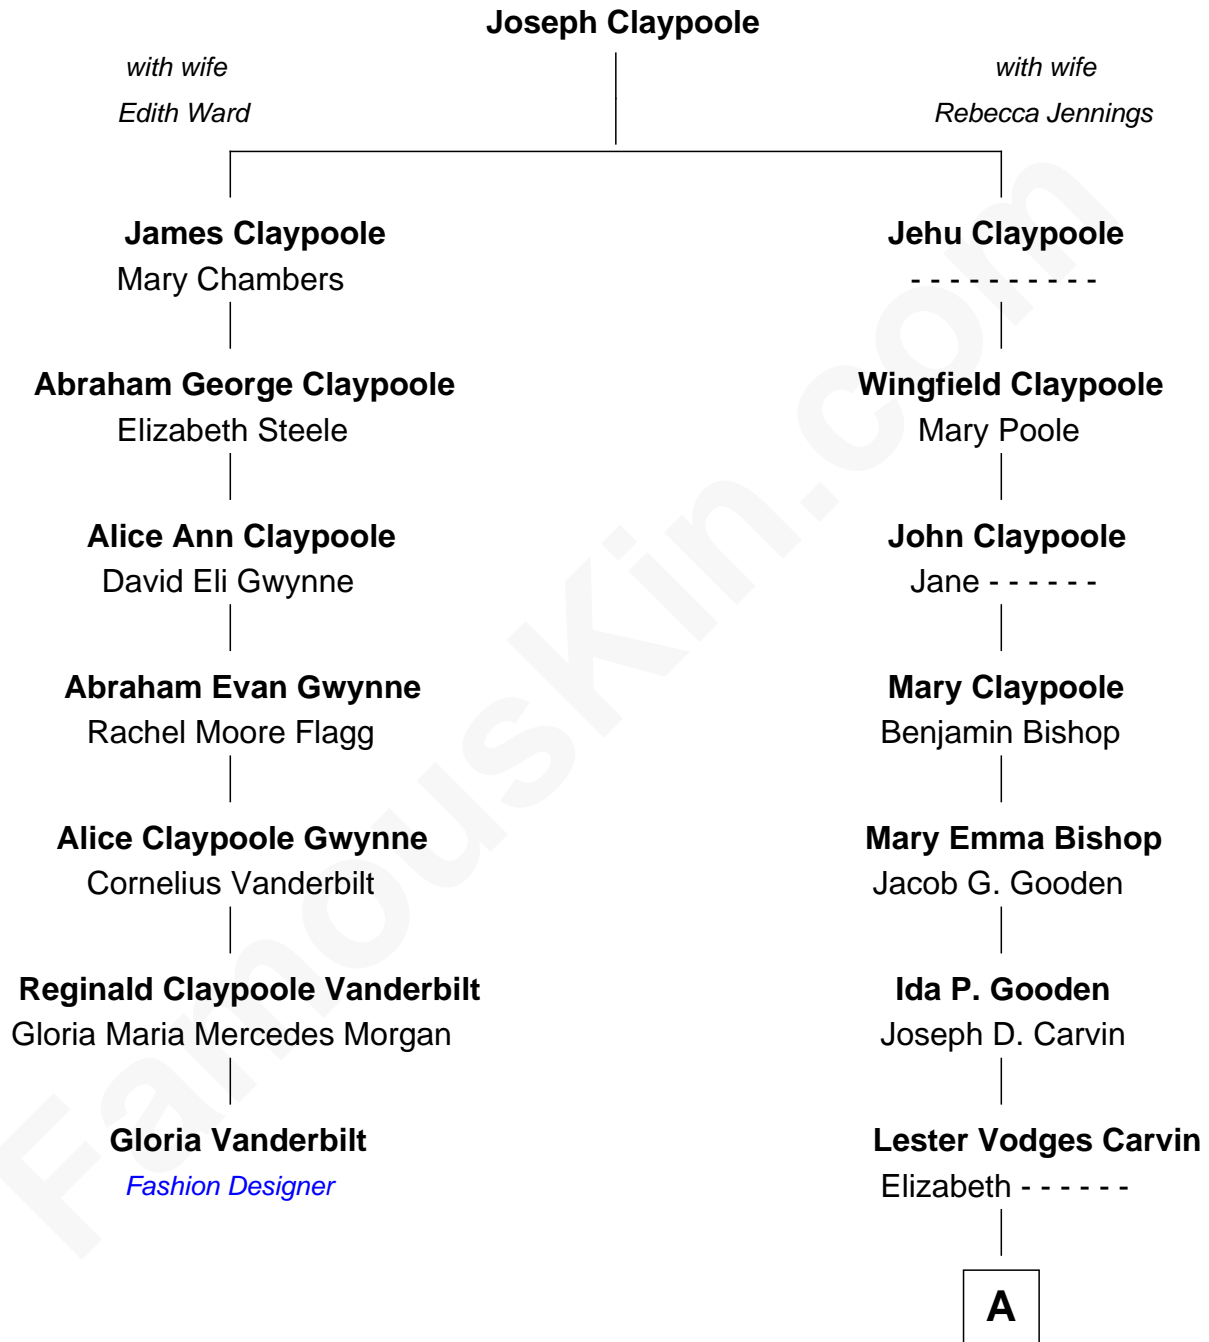 Joseph Claypoole
with wife
Edith Ward
with wife
Rebecca Jennings
James Claypoole
Mary Chambers
Jehu Claypoole
- - - - - - - - - -
Abraham George Claypoole
Elizabeth Steele
Wingfield Claypoole
Mary Poole
Alice Ann Claypoole
David Eli Gwynne
John Claypoole
Jane - - - - - -
Abraham Evan Gwynne
Rachel Moore Flagg
Mary Claypoole
Benjamin Bishop
Alice Claypoole Gwynne
Cornelius Vanderbilt
Mary Emma Bishop
Jacob G. Gooden
Reginald Claypoole Vanderbilt
Gloria Maria Mercedes Morgan
Ida P. Gooden
Joseph D. Carvin
Gloria Vanderbilt
Fashion Designer
Lester Vodges Carvin
Elizabeth - - - - - -
A
FamousKin.com